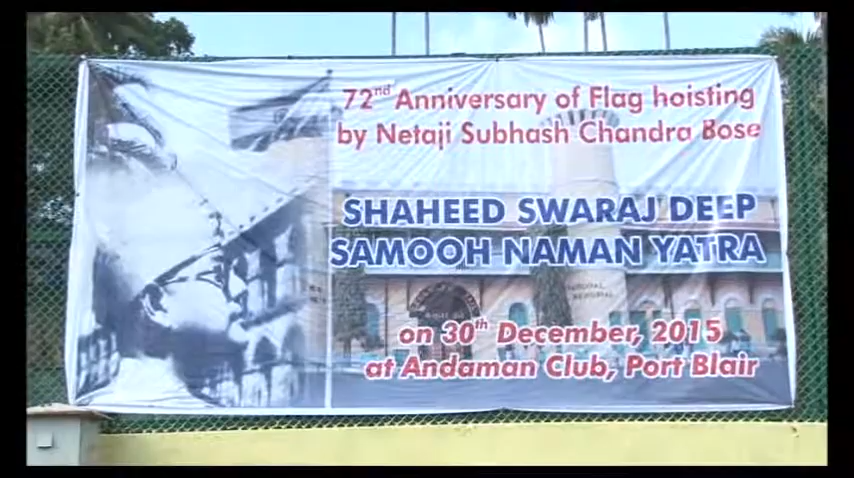 72nd Anniversary of Flag hoisting
by Netaji Subhash Chandra Bose
SHAHEED SWARAJ DEEP
SAMOOH NAMAN YATRA
on 30th December, 2015
at Andaman Club, Port Blair